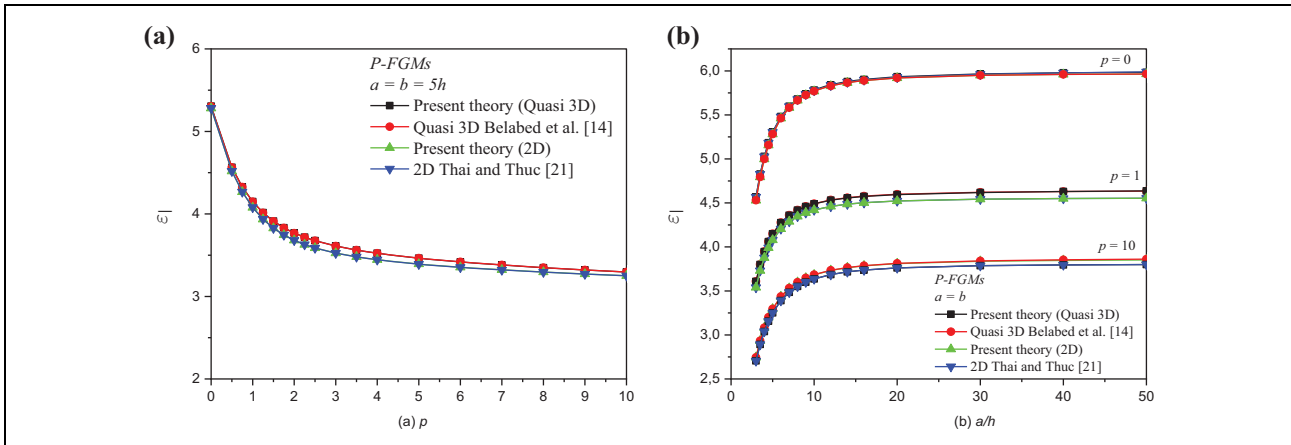 (a)
6
5
4
3
2
ε|
P-FGMs
a = b = 5h
Present theory (Quasi 3D)
Quasi 3D Belabed et al. [14]
Present theory (2D)
2D Thai and Thuc [21]
0 1 2 3 4 5 6 7 8 9 10
(a) p
(b)
6,0
5,5
5,0
4,5
4,0
3,5
3,0
2,5
ε|
p = 0
p = 1
p = 10
P-FGMs
a = b
Present theory (Quasi 3D)
Quasi 3D Belabed et al. [14]
Present theory (2D)
2D Thai and Thuc [21]
0 10 20 30 40 50
(b) a/h